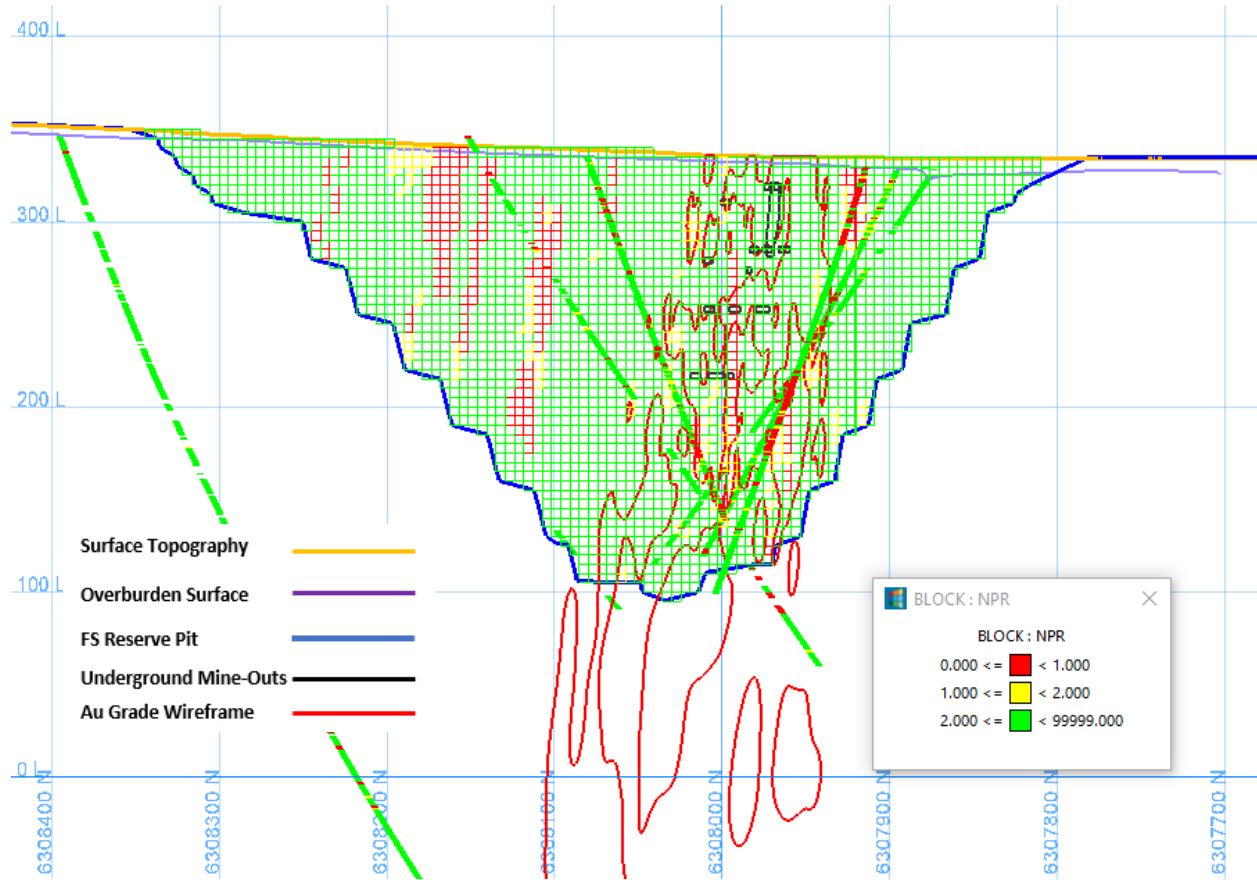 400 L
300 L
200 L
100 L
0 L
Surface Topography
Overburden Surface
FS Reserve Pit
Underground Mine-Outs
Au Grade Wireframe
BLOCK : NPR
BLOCK : NPR
0.000 <= < 1.000
1.000 <= < 2.000
2.000 <= < 99999.000
6308400 N
6308300 N
6308200 N
6308100 N
6308000 N
6307900 N
6307800 N
6307700 N